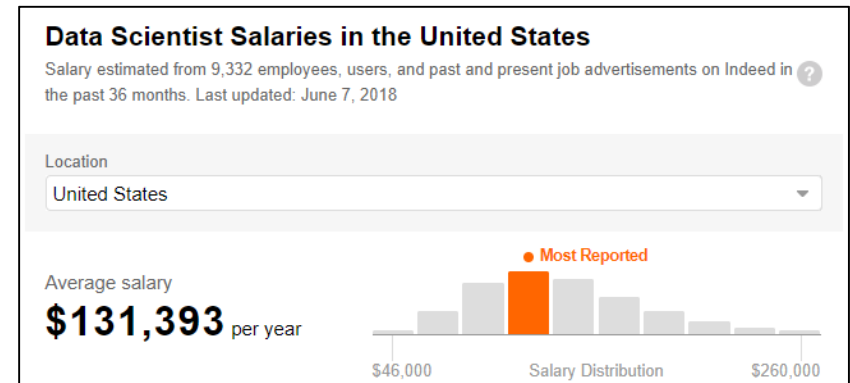 Data Scientist Salaries in the United States
Salary estimated from 9,332 employees, users, and past and present job advertisements on Indeed in ?
the past 36 months. Last updated: June 7, 2018
Location
United States
Most Reported
Average salary
$131,393 per year
$46,000 Salary Distribution $260,000